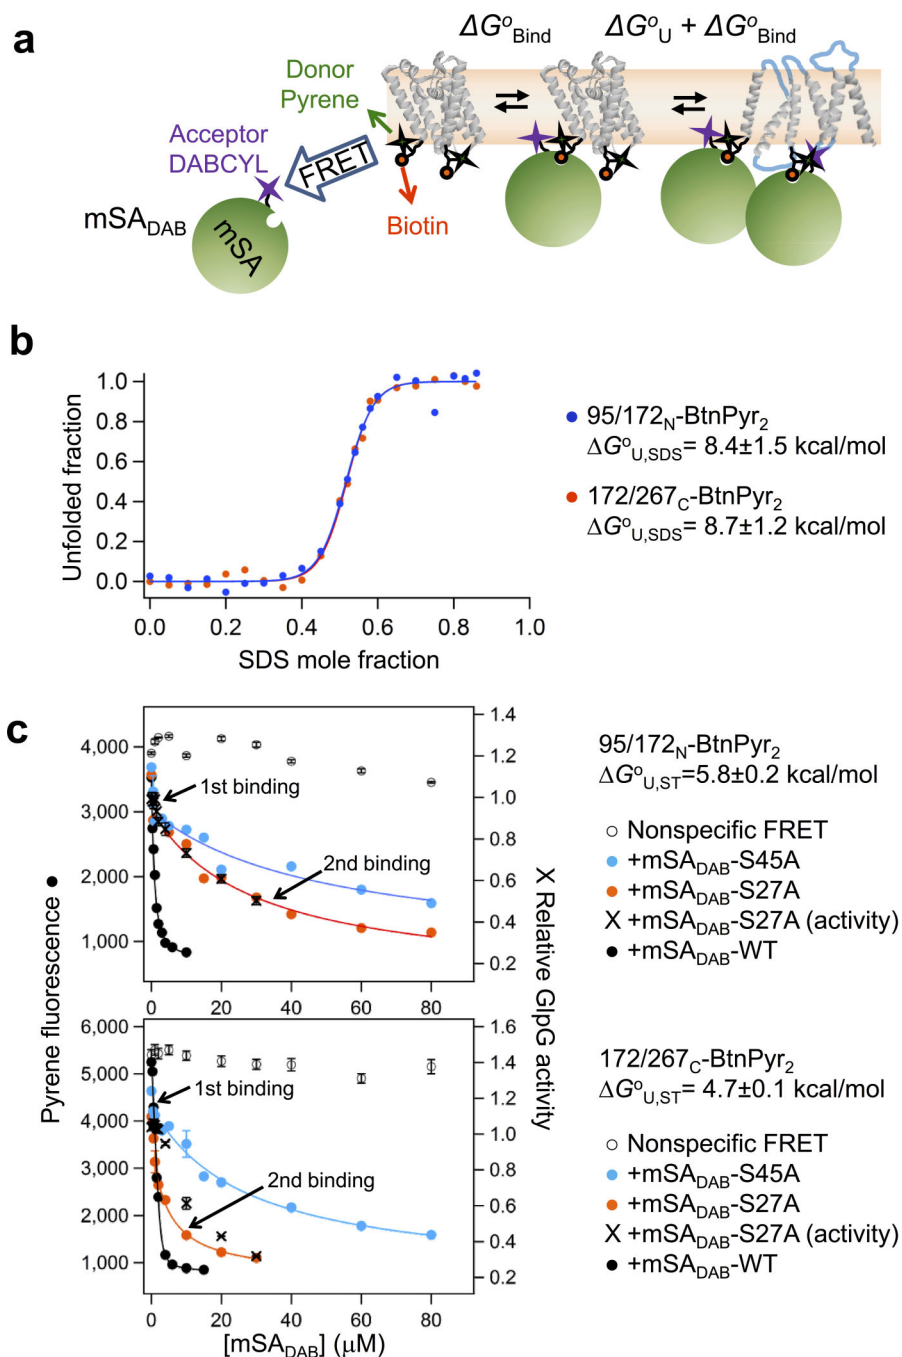 a
ΔG°Bind
ΔG°U + ΔG°Bind
Donor
Pyrene
Acceptor
DABCYL
FRET
mSADAB
mSA
Biotin
b
Unfolded fraction
1.0
0.8
0.6
0.4
0.2
0.0
0.0 0.2 0.4 0.6 0.8 1.0
SDS mole fraction
95/172N-BtnPyr2
ΔG°U,SDS= 8.4±1.5 kcal/mol
172/267C-BtnPyr2
ΔG°U,SDS= 8.7±1.2 kcal/mol
c
Pyrene fluorescence ●
X Relative GlpG activity
4,000
3,000
2,000
1,000
1.4
1.2
1.0
0.8
0.6
0.4
0.2
1st binding
2nd binding
0 20 40 60 80
95/172N-BtnPyr2
ΔG°U,ST=5.8±0.2 kcal/mol
○ Nonspecific FRET
● +mSADAB-S45A
● +mSADAB-S27A
X +mSADAB-S27A (activity)
● +mSADAB-WT
6,000
5,000
4,000
3,000
2,000
1,000
1.6
1.4
1.2
1.0
0.8
0.6
0.4
0.2
1st binding
2nd binding
0 20 40 60 80
[mSADAB] (μM)
172/267C-BtnPyr2
ΔG°U,ST= 4.7±0.1 kcal/mol
○ Nonspecific FRET
● +mSADAB-S45A
● +mSADAB-S27A
X +mSADAB-S27A (activity)
● +mSADAB-WT